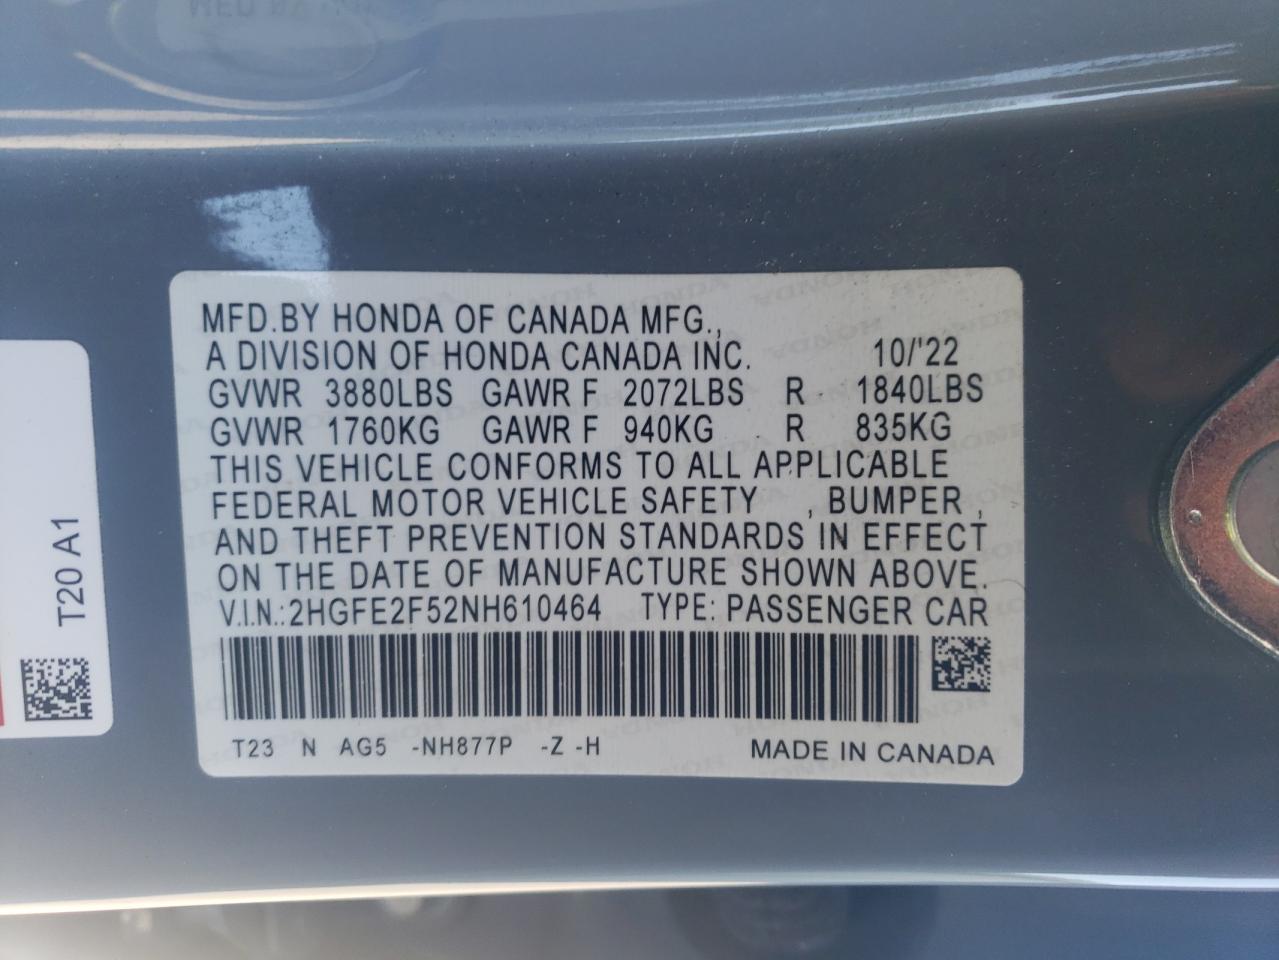 MFD.BY HONDA OF CANADA MFG.,
A DIVISION OF HONDA CANADA INC. 10/'22
GVWR 3880LBS GAWR F 2072LBS R 1840LBS
GVWR 1760KG GAWR F 940KG R 835KG
THIS VEHICLE CONFORMS TO ALL APPLICABLE
FEDERAL MOTOR VEHICLE SAFETY , BUMPER ,
AND THEFT PREVENTION STANDARDS IN EFFECT
ON THE DATE OF MANUFACTURE SHOWN ABOVE.
V.I.N.:2HGFE2F52NH610464 TYPE: PASSENGER CAR
T23 N AG5 -NH877P -Z -H MADE IN CANADA
T20 A1